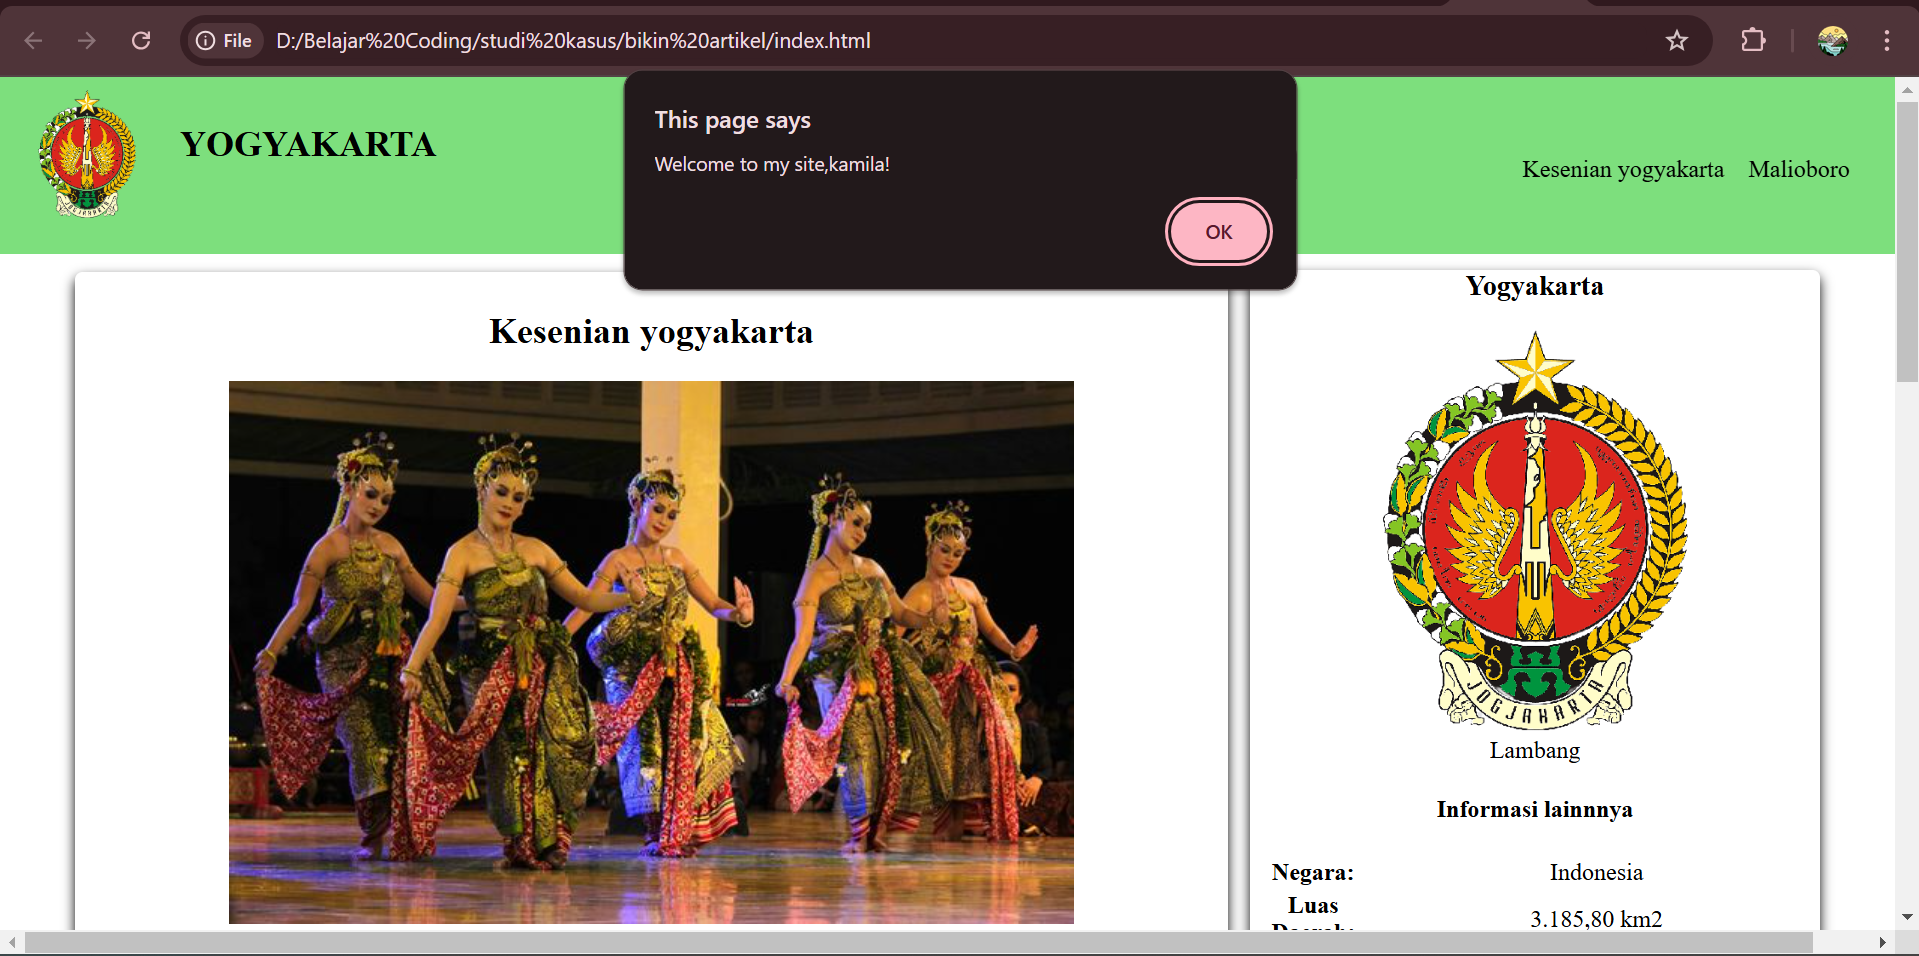 File
D:/Belajar%20Coding/studi%20kasus/bikin%20artikel/index.html
This page says
Welcome to my site,kamila!
OK
YOGYAKARTA
Kesenian yogyakarta Malioboro
Kesenian yogyakarta
Yogyakarta
JOGJAKARTA
Lambang
Informasi lainnnya
Negara: Indonesia
Luas
Daerah: 3.185,80 km2